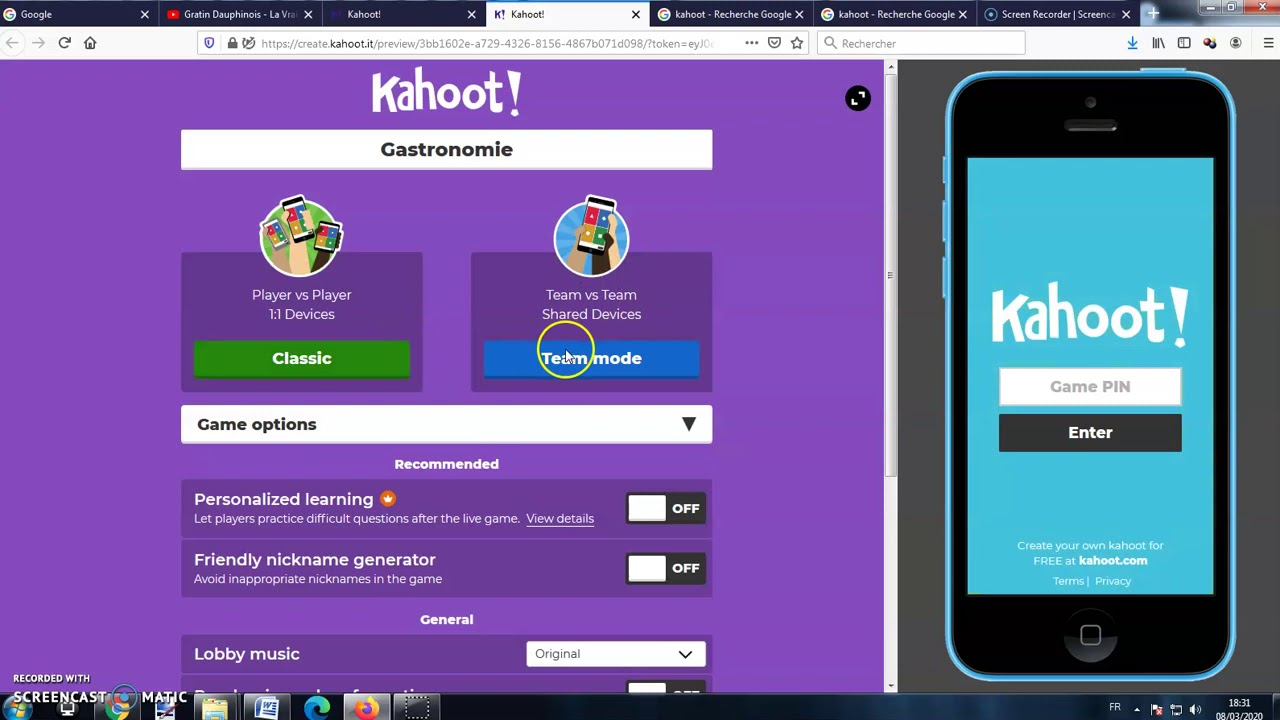 Google
Gratin Dauphinois - La Vrai
Kahoot!
K! Kahoot!
kahoot - Recherche Google
kahoot - Recherche Google
Screen Recorder | Screenca
https://create.kahoot.it/preview/3bb1602e-a729-4326-8156-4867b071d098/?token=eyJ0e
Rechercher
Kahoot!
Gastronomie
Player vs Player
1:1 Devices
Classic
Team vs Team
Shared Devices
Team mode
Game options
Recommended
Personalized learning
Let players practice difficult questions after the live game. View details
OFF
Friendly nickname generator
Avoid inappropriate nicknames in the game
OFF
General
Lobby music
Original
Kahoot!
Game PIN
Enter
Create your own kahoot for
FREE at kahoot.com
Terms | Privacy
RECORDED WITH
SCREENCAST MATIC
FR
18:31
08/03/2020